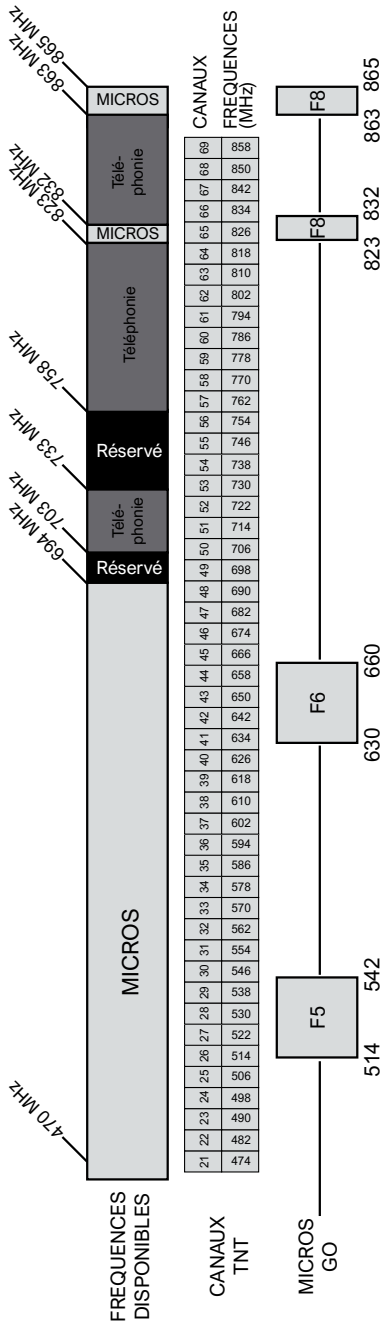 FREQUENCES
DISPONIBLES
470 MHz
694 MHz
703 MHz
733 MHz
758 MHz
823 MHz
832 MHz
863 MHz
865 MHz
MICROS
Réservé
Télé-
phonie
Réservé
Téléphonie
MICROS
Télé-
phonie
MICROS
CANAUX
TNT
21 22 23 24 25 26 27 28 29 30 31 32 33 34 35 36 37 38 39 40 41 42 43 44 45 46 47 48 49 50 51 52 53 54 55 56 57 58 59 60 61 62 63 64 65 66 67 68 69
CANAUX
474 482 490 498 506 514 522 530 538 546 554 562 570 578 586 594 602 610 618 626 634 642 650 658 666 674 682 690 698 706 714 722 730 738 746 754 762 770 778 786 794 802 810 818 826 834 842 850 858
FREQUENCES
(MHz)
MICROS
GO
F5
F6
F8
F8
514 542 630 660 823 832 863 865